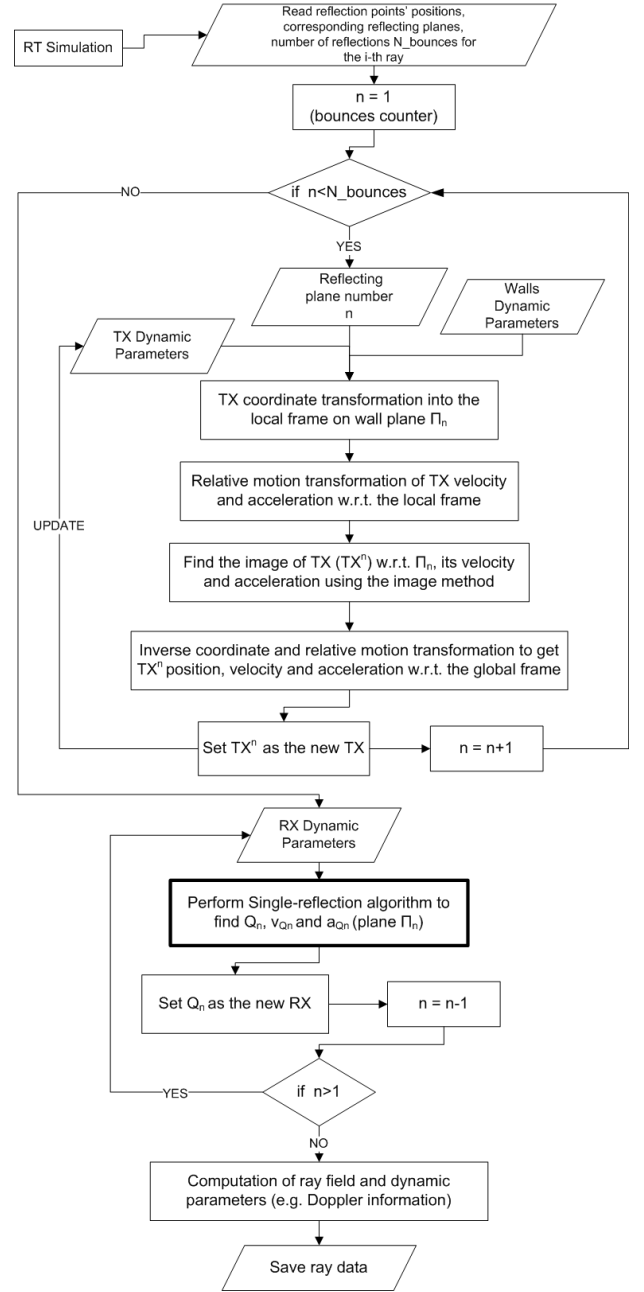 Read reflection points' positions,
corresponding reflecting planes,
number of reflections N_bounces for
the i-th ray
RT Simulation
n = 1
(bounces counter)
if n<N_bounces
NO
YES
Reflecting
plane number
n
Walls
Dynamic
Parameters
TX Dynamic
Parameters
TX coordinate transformation into the
local frame on wall plane Πn
Relative motion transformation of TX velocity
and acceleration w.r.t. the local frame
UPDATE
Find the image of TX (TXⁿ) w.r.t. Πn, its velocity
and acceleration using the image method
Inverse coordinate and relative motion transformation to get
TXⁿ position, velocity and acceleration w.r.t. the global frame
Set TXⁿ as the new TX
n = n+1
RX Dynamic
Parameters
Perform Single-reflection algorithm to
find Qn, vQn and aQn (plane Πn)
Set Qn as the new RX
n = n-1
if n>1
YES
NO
Computation of ray field and dynamic
parameters (e.g. Doppler information)
Save ray data